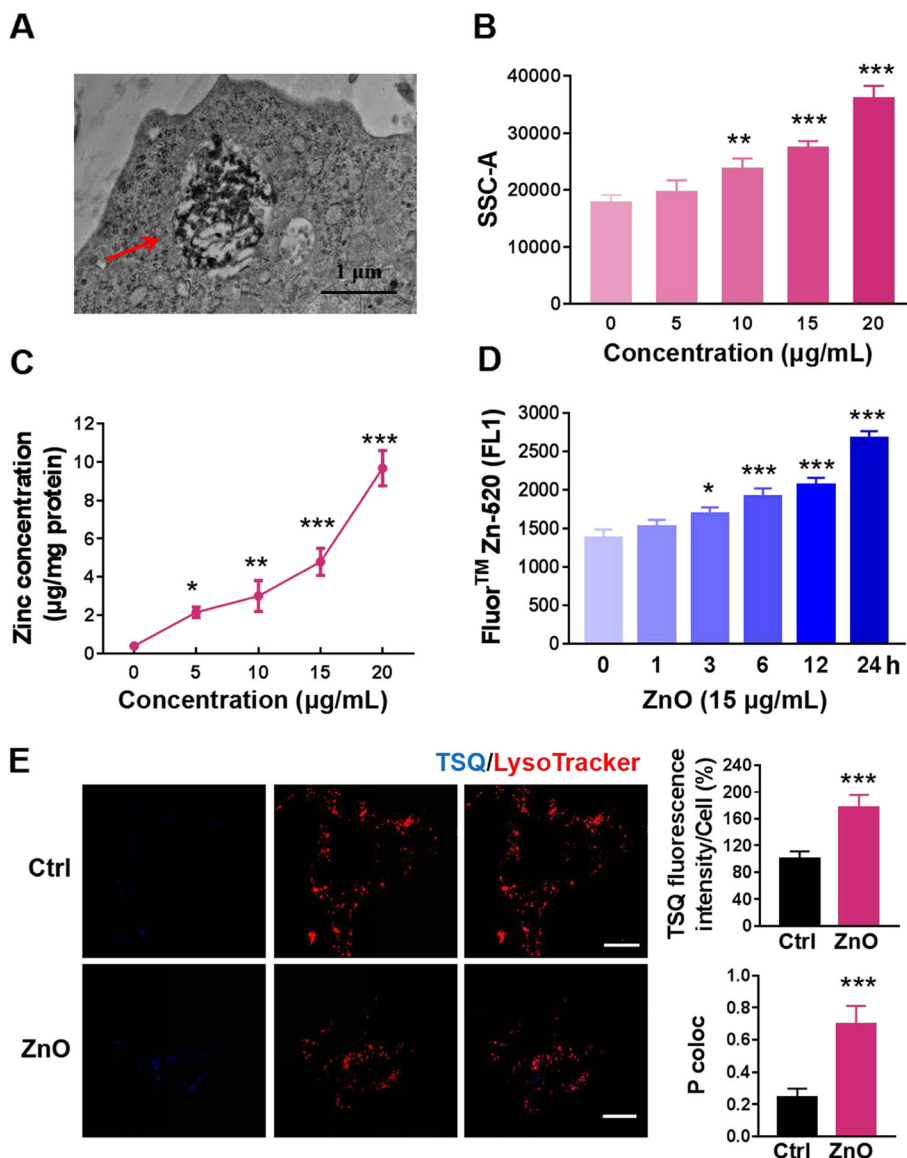 A
1 μm
B
SSC-A
40000
30000
20000
10000
0
**
***
***
0 5 10 15 20
Concentration (μg/mL)
C
Zinc concentration
(μg/mg protein)
12
10
8
6
4
2
0
*
**
***
***
0 5 10 15 20
Concentration (μg/mL)
D
Fluor™ Zn-520 (FL1)
3000
2500
2000
1500
1000
500
0
*
***
***
***
0 1 3 6 12 24 h
ZnO (15 μg/mL)
E
TSQ/LysoTracker
Ctrl
ZnO
TSQ fluorescence
intensity/Cell (%)
240
200
160
120
80
40
0
***
Ctrl ZnO
P coloc
1.0
0.8
0.6
0.4
0.2
0.0
***
Ctrl ZnO